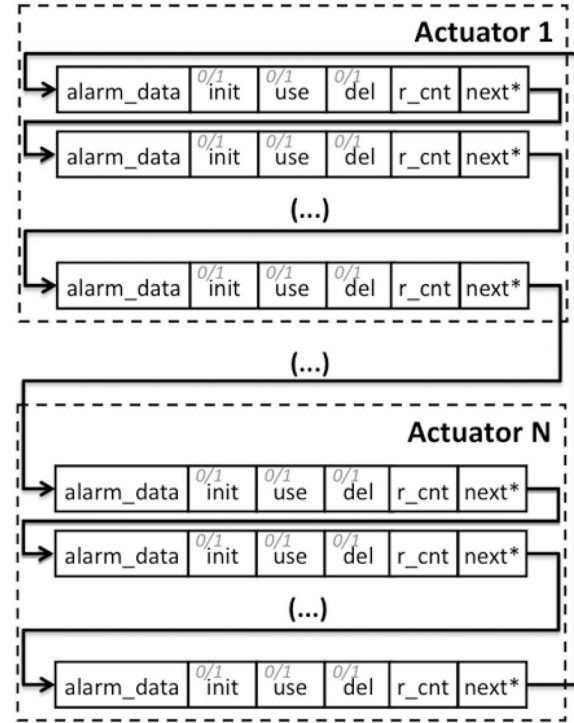 Actuator 1
alarm_data 0/1 init 0/1 use 0/1 del r_cnt next*
alarm_data 0/1 init 0/1 use 0/1 del r_cnt next*
(...)
alarm_data 0/1 init 0/1 use 0/1 del r_cnt next*
(...)
Actuator N
alarm_data 0/1 init 0/1 use 0/1 del r_cnt next*
alarm_data 0/1 init 0/1 use 0/1 del r_cnt next*
(...)
alarm_data 0/1 init 0/1 use 0/1 del r_cnt next*